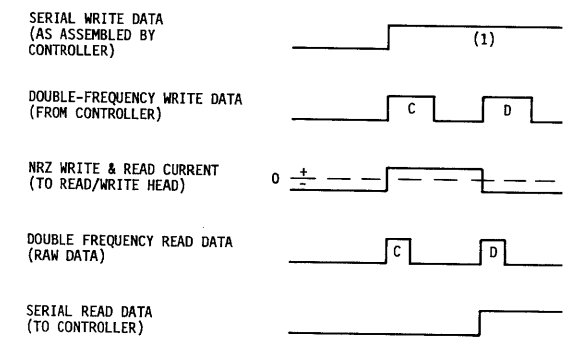 SERIAL WRITE DATA
(AS ASSEMBLED BY
CONTROLLER)
(1)
DOUBLE-FREQUENCY WRITE DATA
(FROM CONTROLLER)
C
D
NRZ WRITE & READ CURRENT
(TO READ/WRITE HEAD)
0
+
-
DOUBLE FREQUENCY READ DATA
(RAW DATA)
C
D
SERIAL READ DATA
(TO CONTROLLER)